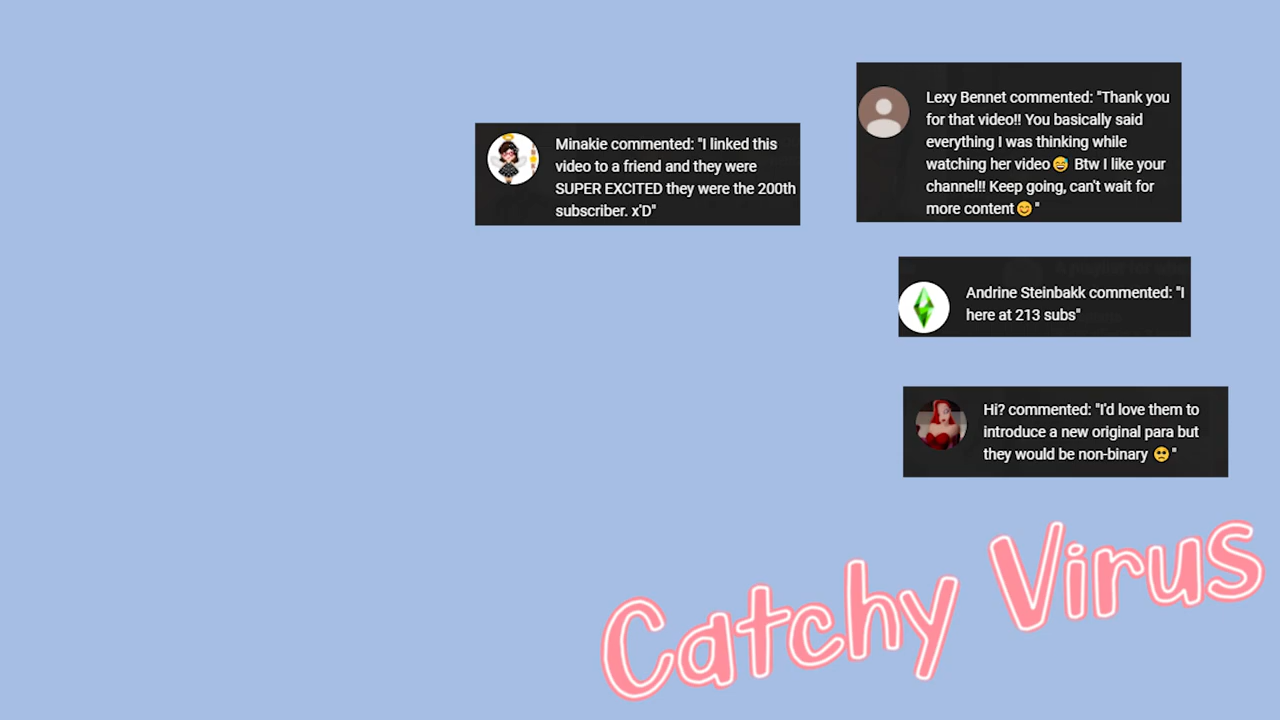 Minakie commented: "I linked this
video to a friend and they were
SUPER EXCITED they were the 200th
subscriber. x'D"
Lexy Bennet commented: "Thank you
for that video!! You basically said
everything I was thinking while
watching her video😅 Btw I like your
channel!! Keep going, can't wait for
more content😊"
Andrine Steinbakk commented: "I
here at 213 subs"
Hi? commented: "I'd love them to
introduce a new original para but
they would be non-binary 🥺"
Catchy Virus